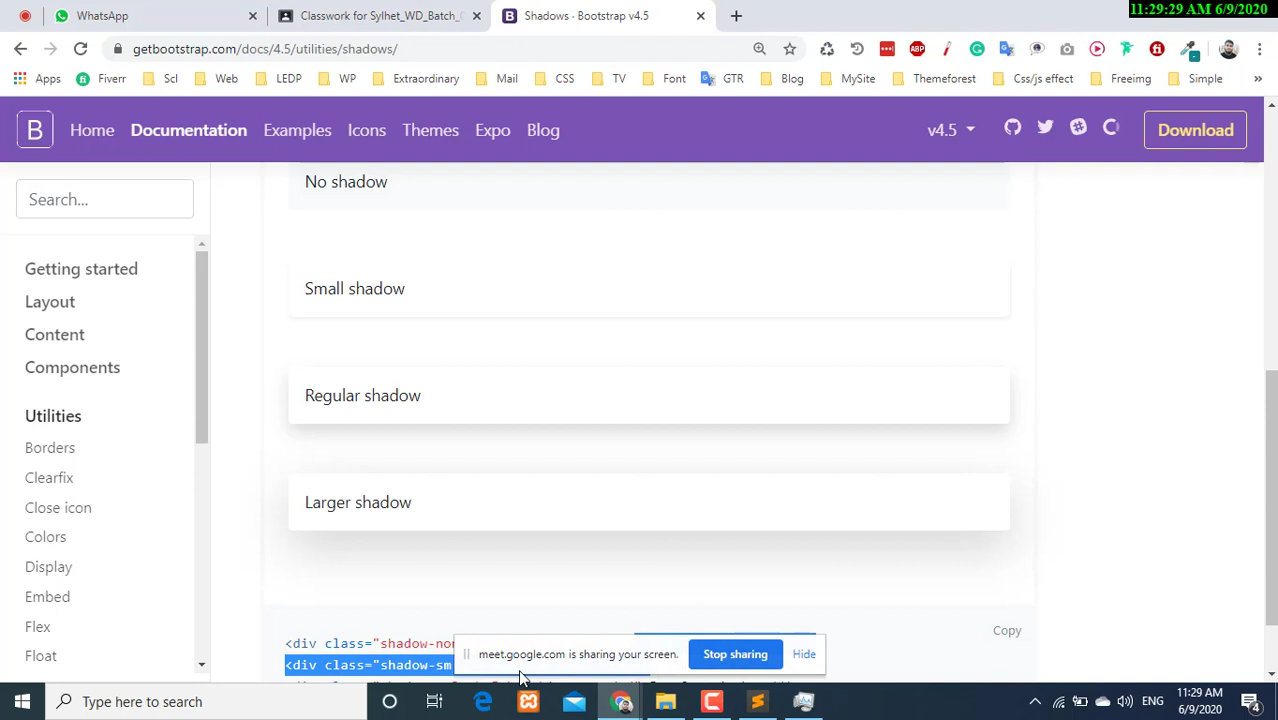 11:29:29 AM 6/9/2020
WhatsApp
Classwork for Sylhet_WD_Batch_
Shadows · Bootstrap v4.5
getbootstrap.com/docs/4.5/utilities/shadows/
Apps
Fiverr
Scl
Web
LEDP
WP
Extraordinary
Mail
CSS
TV
Font
GTR
Blog
MySite
Themeforest
Css/js effect
Freeimg
Simple
B Home Documentation Examples Icons Themes Expo Blog v4.5 Download
Search...
Getting started
Layout
Content
Components
Utilities
Borders
Clearfix
Close icon
Colors
Display
Embed
Flex
Float
No shadow
Small shadow
Regular shadow
Larger shadow
Copy
<div class="shadow-nor
<div class="shadow-sm
meet.google.com is sharing your screen. Stop sharing Hide
Type here to search
ENG
11:29 AM
6/9/2020
4